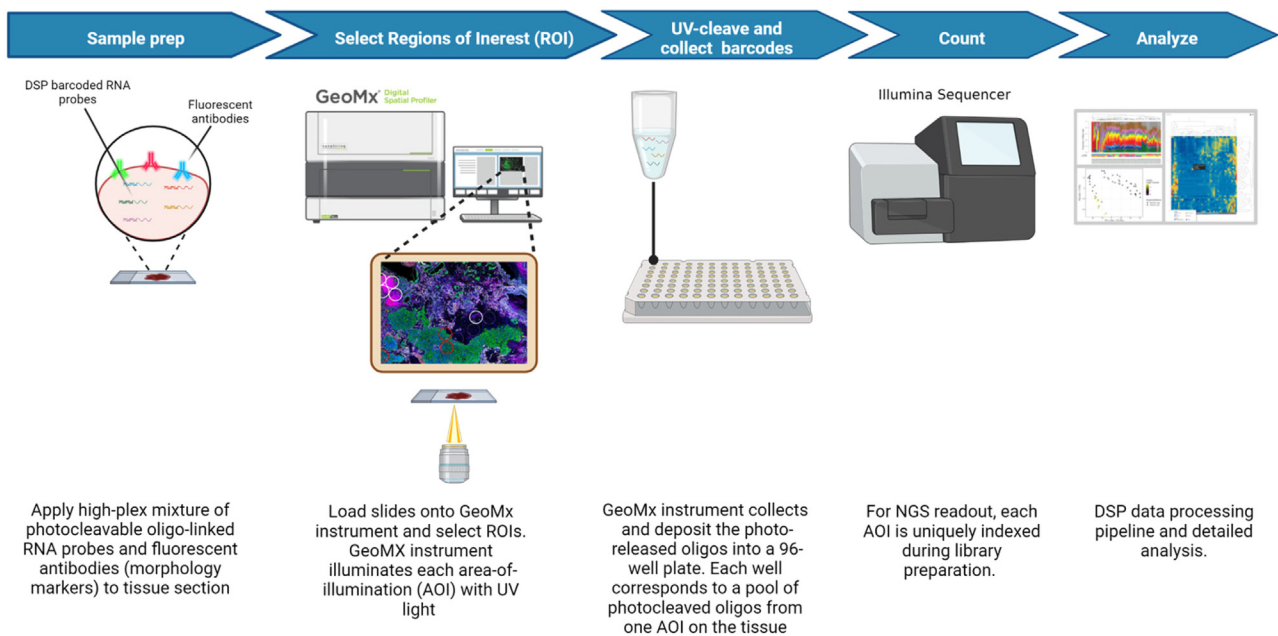 Sample prep
Select Regions of Inerest (ROI)
UV-cleave and
collect barcodes
Count
Analyze
DSP barcoded RNA
probes
Fluorescent
antibodies
GeoMx® Digital
Spatial Profiler
Illumina Sequencer
Apply high-plex mixture of
photocleavable oligo-linked
RNA probes and fluorescent
antibodies (morphology
markers) to tissue section
Load slides onto GeoMx
instrument and select ROIs.
GeoMX instrument
illuminates each area-of-
illumination (AOI) with UV
light
GeoMx instrument collects
and deposit the photo-
released oligos into a 96-
well plate. Each well
corresponds to a pool of
photocleaved oligos from
one AOI on the tissue
For NGS readout, each
AOI is uniquely indexed
during library
preparation.
DSP data processing
pipeline and detailed
analysis.